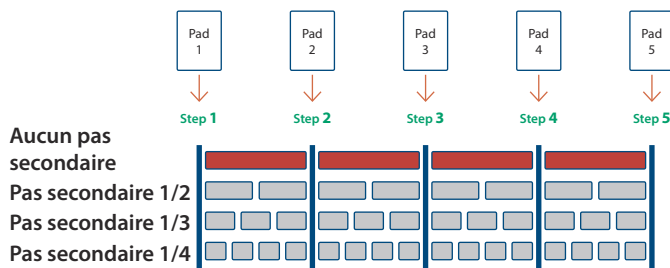 Pad Pad Pad Pad Pad
1 2 3 4 5
Step 1 Step 2 Step 3 Step 4 Step 5
Aucun pas
secondaire
Pas secondaire 1/2
Pas secondaire 1/3
Pas secondaire 1/4